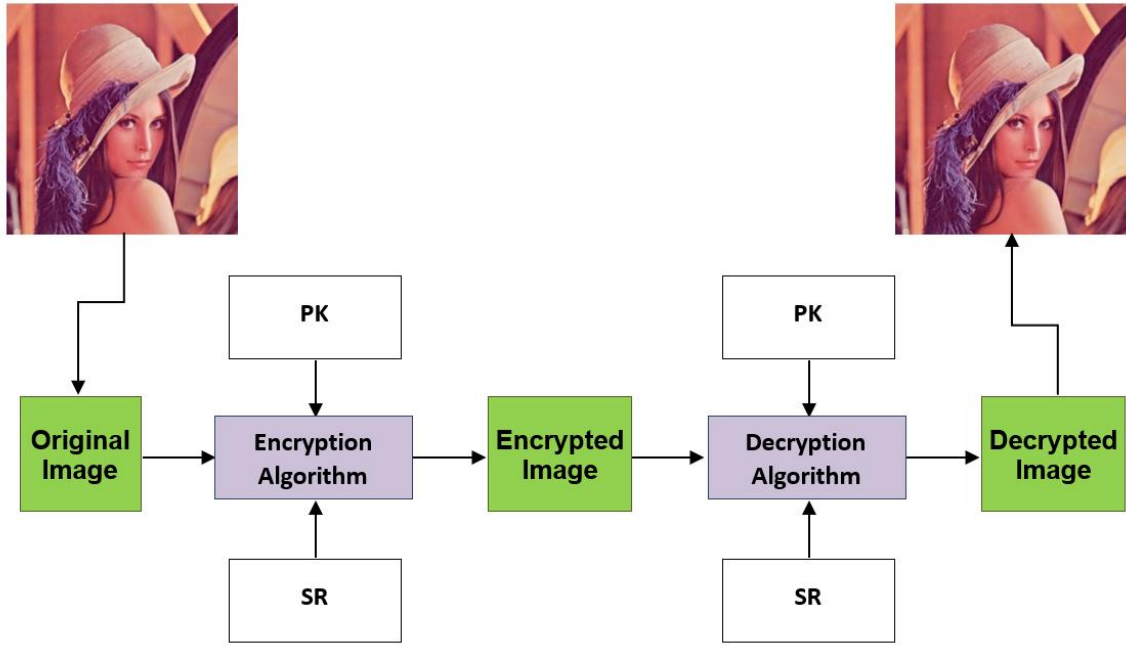 PK
PK
Original
Image
Encryption
Algorithm
Encrypted
Image
Decryption
Algorithm
Decrypted
Image
SR
SR